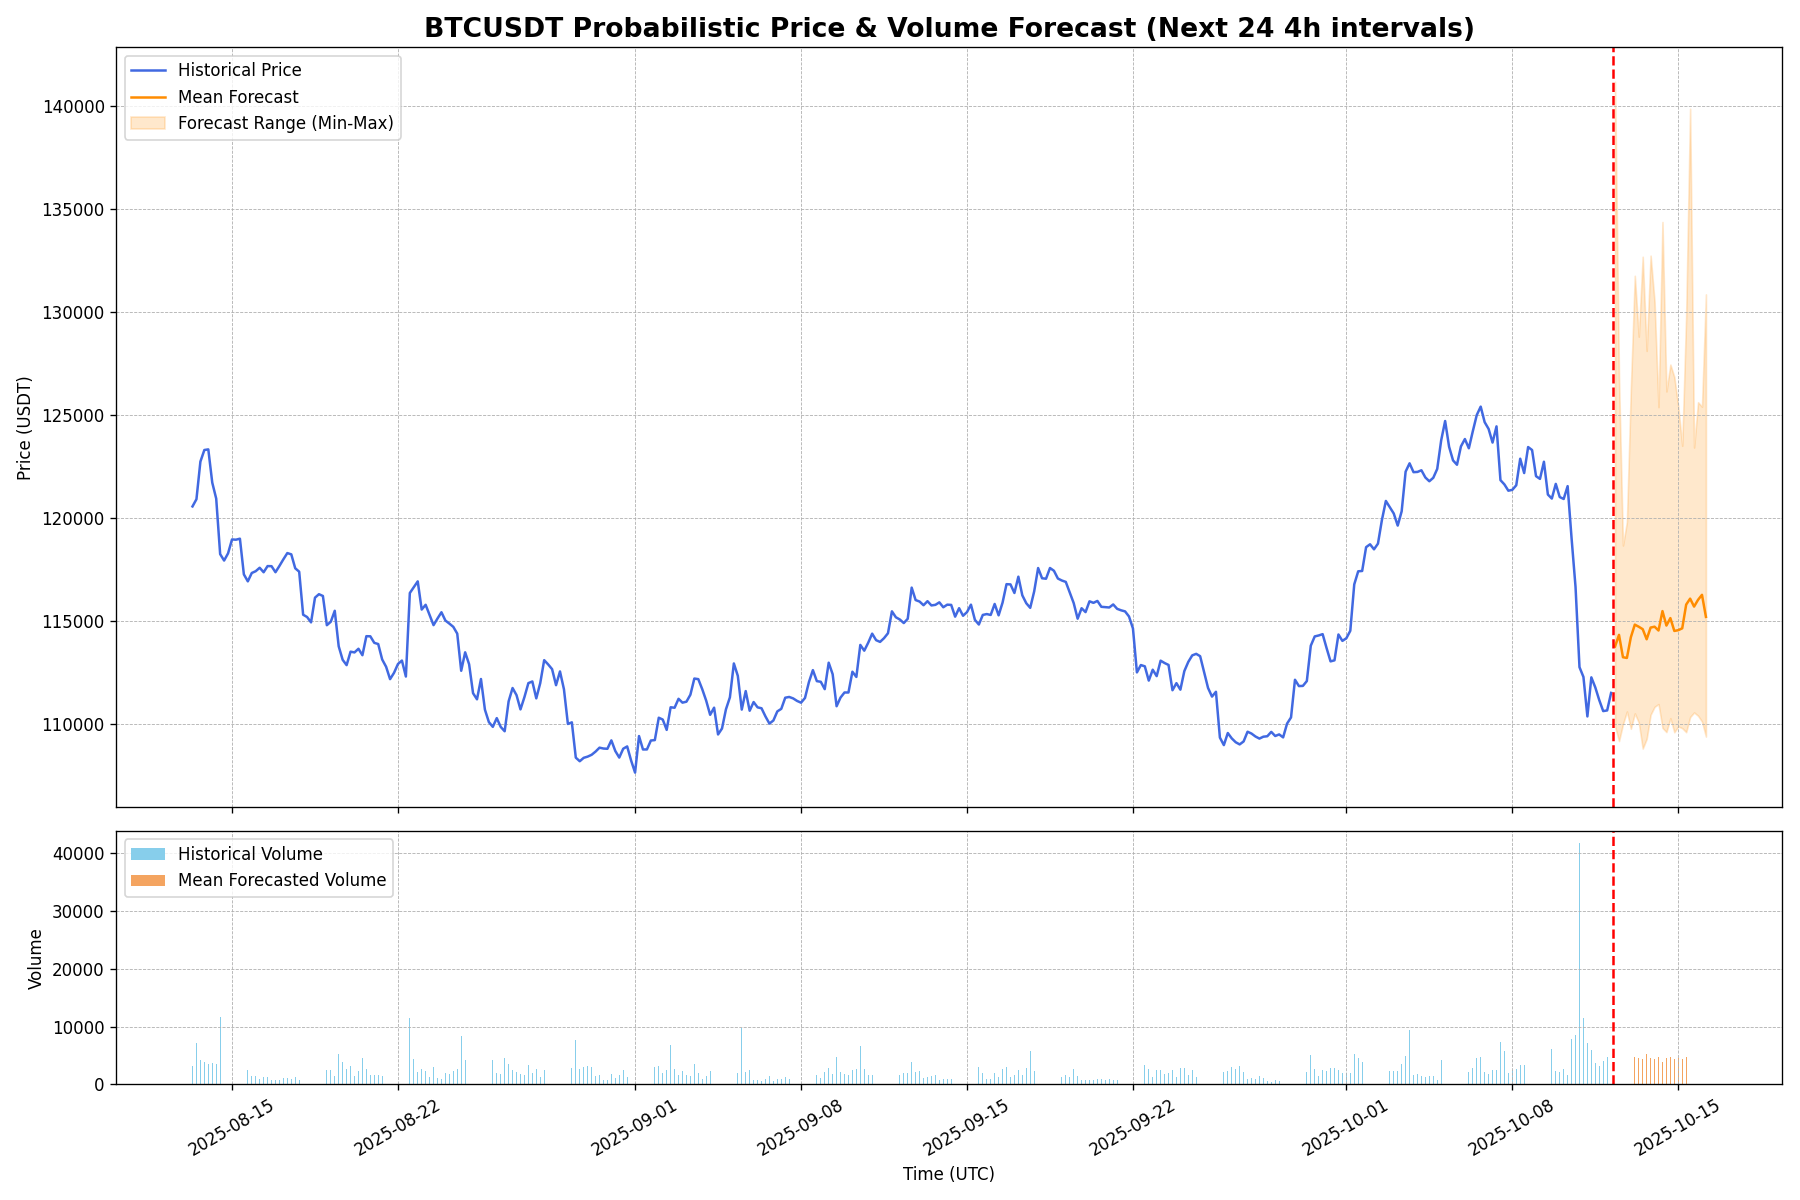 BTCUSDT Probabilistic Price & Volume Forecast (Next 24 4h intervals)
Historical Price
Mean Forecast
Forecast Range (Min-Max)
140000
135000
130000
125000
120000
115000
110000
Price (USDT)
Historical Volume
Mean Forecasted Volume
40000
30000
20000
10000
0
Volume
2025-08-15
2025-08-22
2025-09-01
2025-09-08
2025-09-15
2025-09-22
2025-10-01
2025-10-08
2025-10-15
Time (UTC)